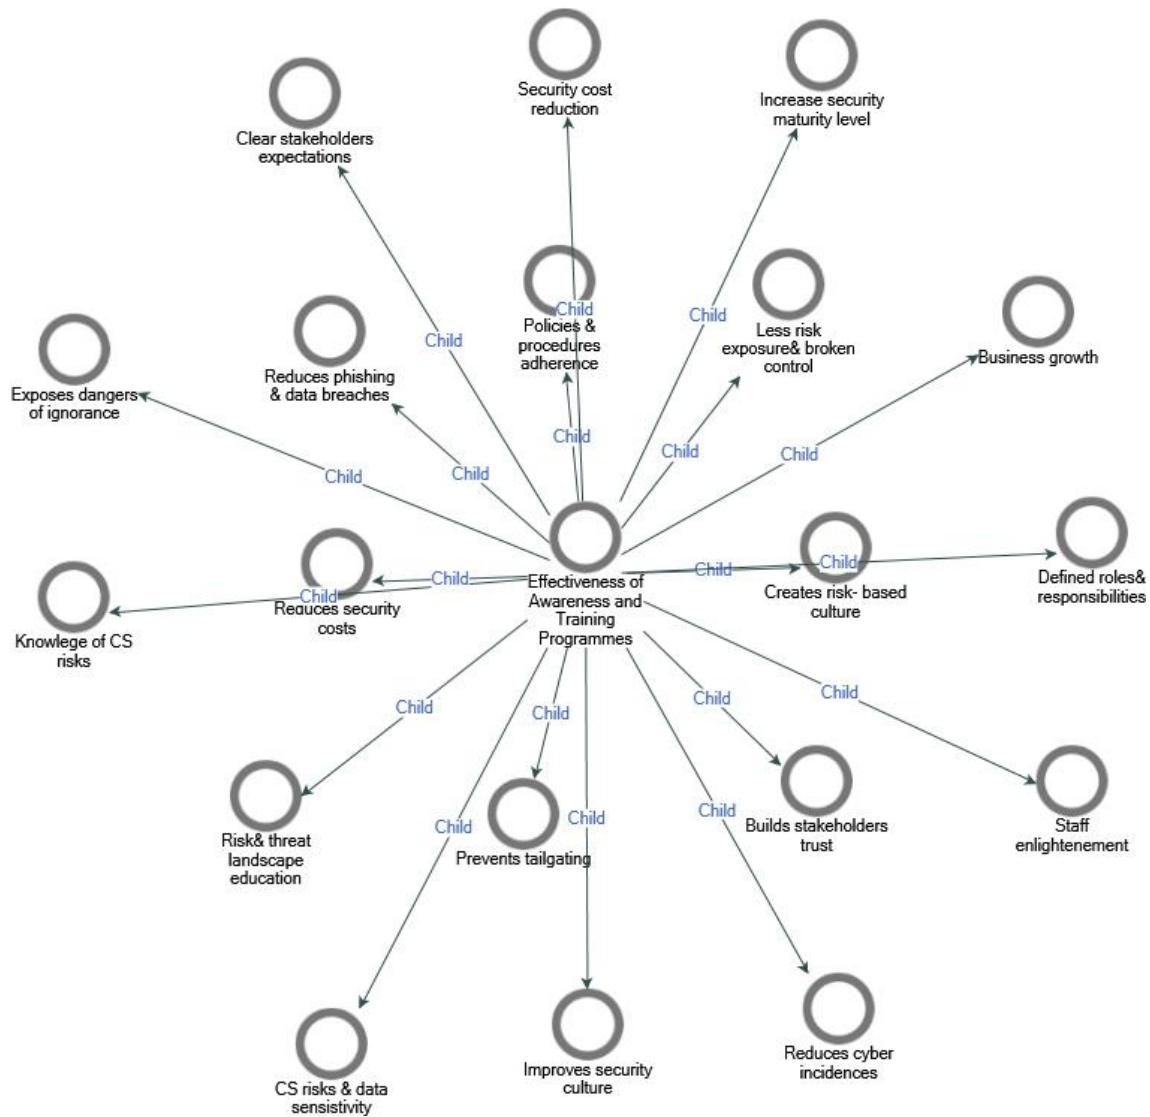 Security cost
reduction
Increase security
maturity level
Clear stakeholders
expectations
Child
Child
Child
Policies &
procedures
adherence
Less risk
exposure& broken
control
Business growth
Reduces phishing
& data breaches
Exposes dangers
of ignorance
Child
Child
Child
Child
Child
Effectiveness of
Awareness and
Training
Programmes
Child
Child
Child
Child
Reduces security
costs
Creates risk- based
culture
Defined roles&
responsibilities
Knowlege of CS
risks
Child
Child
Child
Child
Risk& threat
landscape
education
Prevents tailgating
Builds stakeholders
trust
Staff
enlightenement
Child
Child
Child
CS risks & data
sensistivity
Improves security
culture
Reduces cyber
incidences